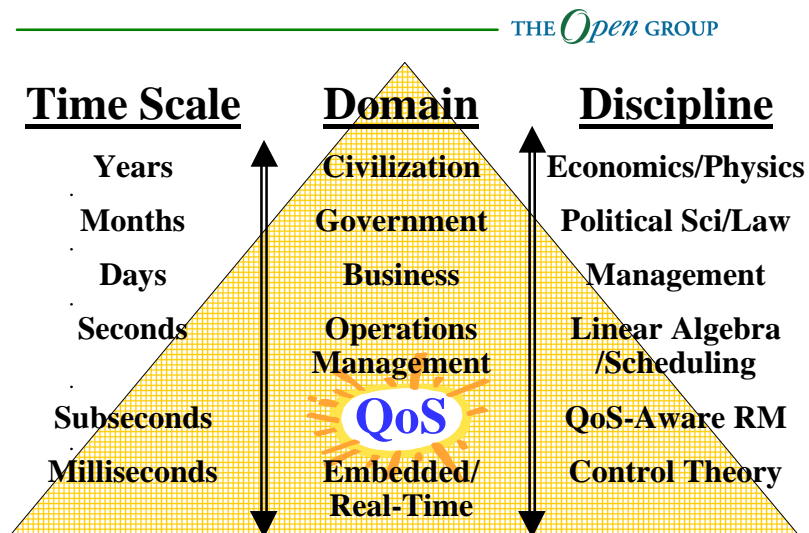 THE Open GROUP
Time Scale Domain Discipline
Years Civilization Economics/Physics
Months Government Political Sci/Law
Days Business Management
Seconds Operations Management Linear Algebra /Scheduling
Subseconds QoS QoS-Aware RM
Milliseconds Embedded/ Real-Time Control Theory